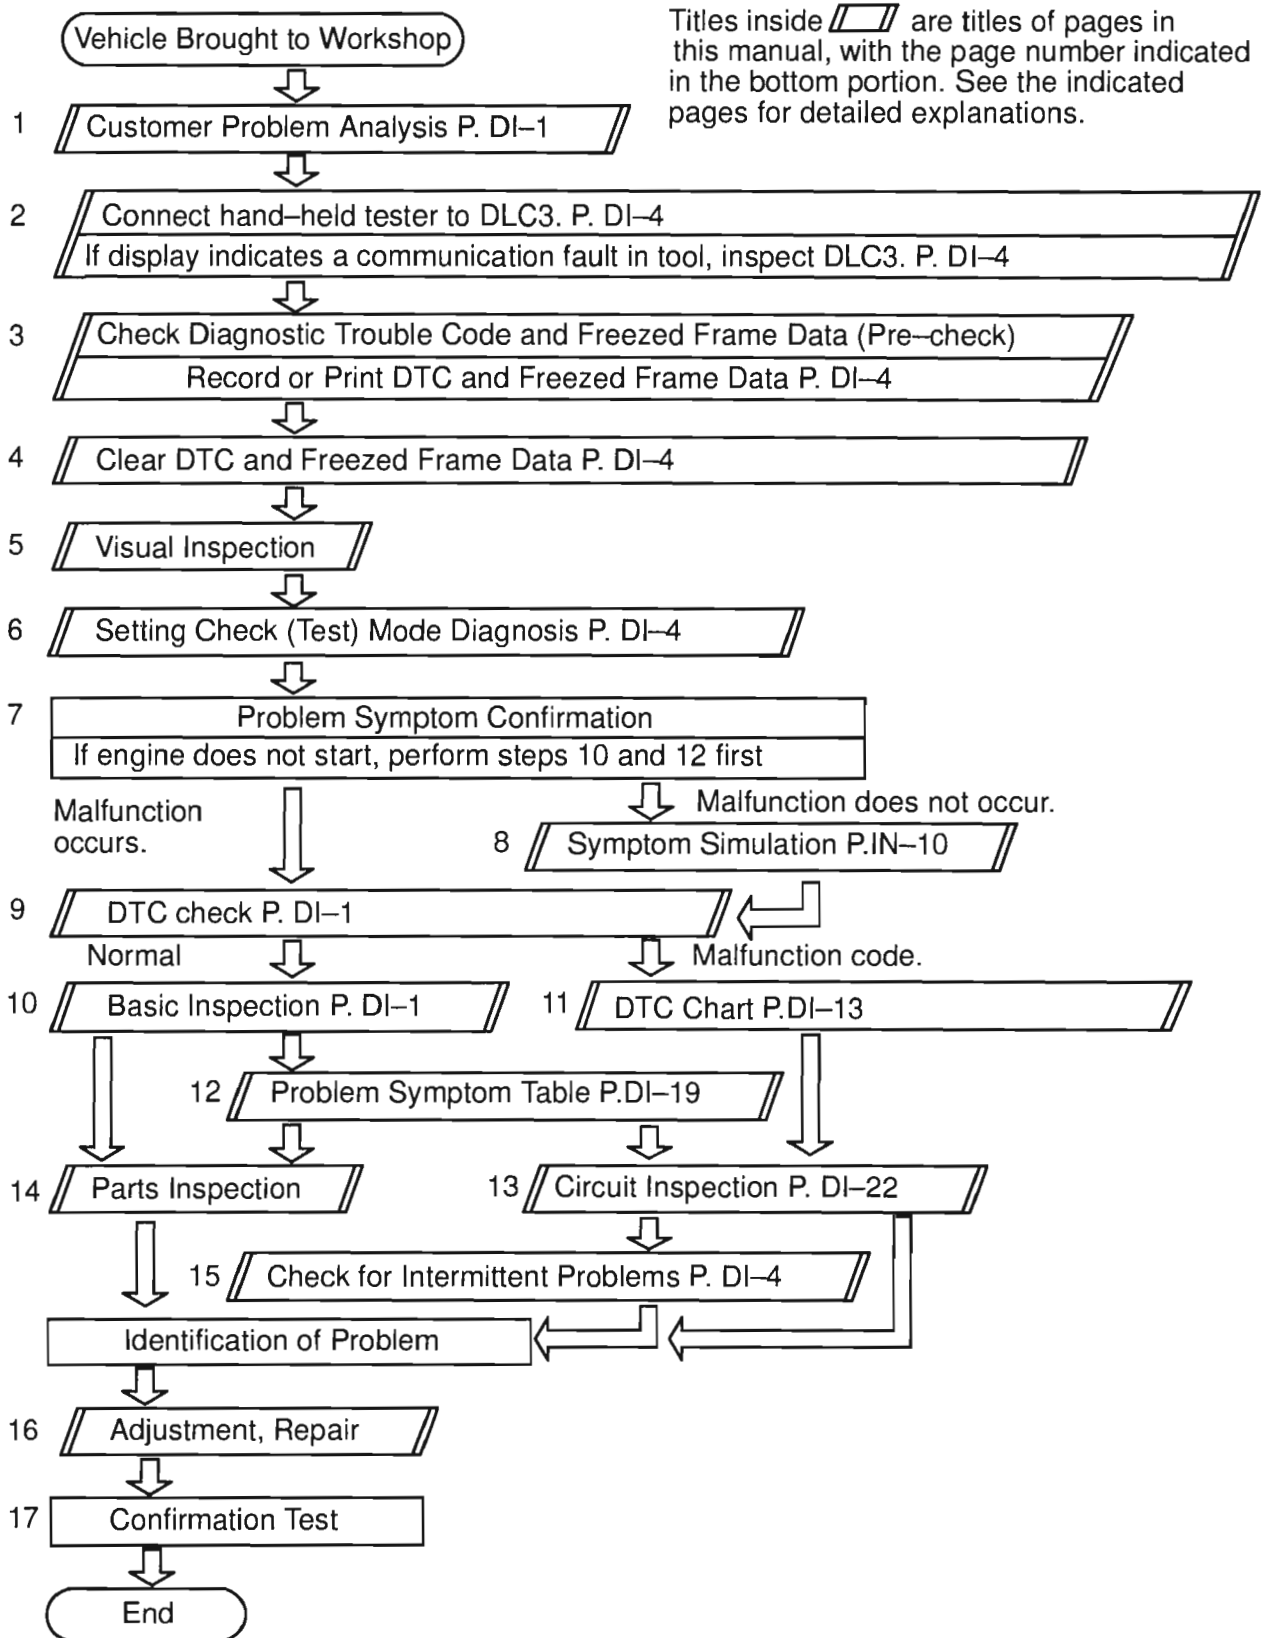 Vehicle Brought to Workshop
Titles inside are titles of pages in
this manual, with the page number indicated
in the bottom portion. See the indicated
pages for detailed explanations.
1 Customer Problem Analysis P. DI–1
2 Connect hand–held tester to DLC3. P. DI–4
If display indicates a communication fault in tool, inspect DLC3. P. DI–4
3 Check Diagnostic Trouble Code and Freezed Frame Data (Pre–check)
Record or Print DTC and Freezed Frame Data P. DI–4
4 Clear DTC and Freezed Frame Data P. DI–4
5 Visual Inspection
6 Setting Check (Test) Mode Diagnosis P. DI–4
7 Problem Symptom Confirmation
If engine does not start, perform steps 10 and 12 first
Malfunction
occurs.
Malfunction does not occur.
8 Symptom Simulation P.IN–10
9 DTC check P. DI–1
Normal
Malfunction code.
10 Basic Inspection P. DI–1
11 DTC Chart P.DI–13
12 Problem Symptom Table P.DI–19
14 Parts Inspection
13 Circuit Inspection P. DI–22
15 Check for Intermittent Problems P. DI–4
Identification of Problem
16 Adjustment, Repair
17 Confirmation Test
End